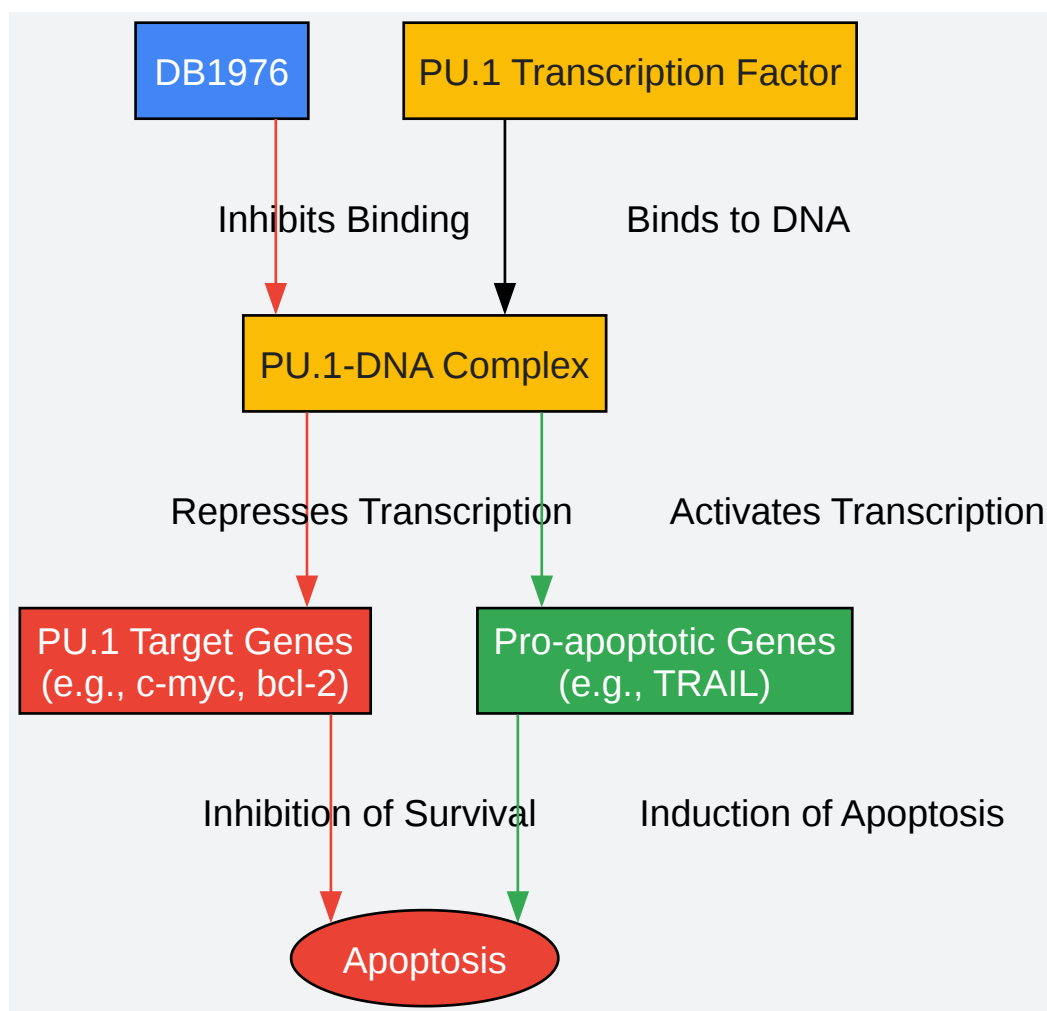 DB1976
PU.1 Transcription Factor
Inhibits Binding
Binds to DNA
PU.1-DNA Complex
Represses Transcription
Activates Transcription
PU.1 Target Genes
(e.g., c-myc, bcl-2)
Pro-apoptotic Genes
(e.g., TRAIL)
Inhibition of Survival
Induction of Apoptosis
Apoptosis